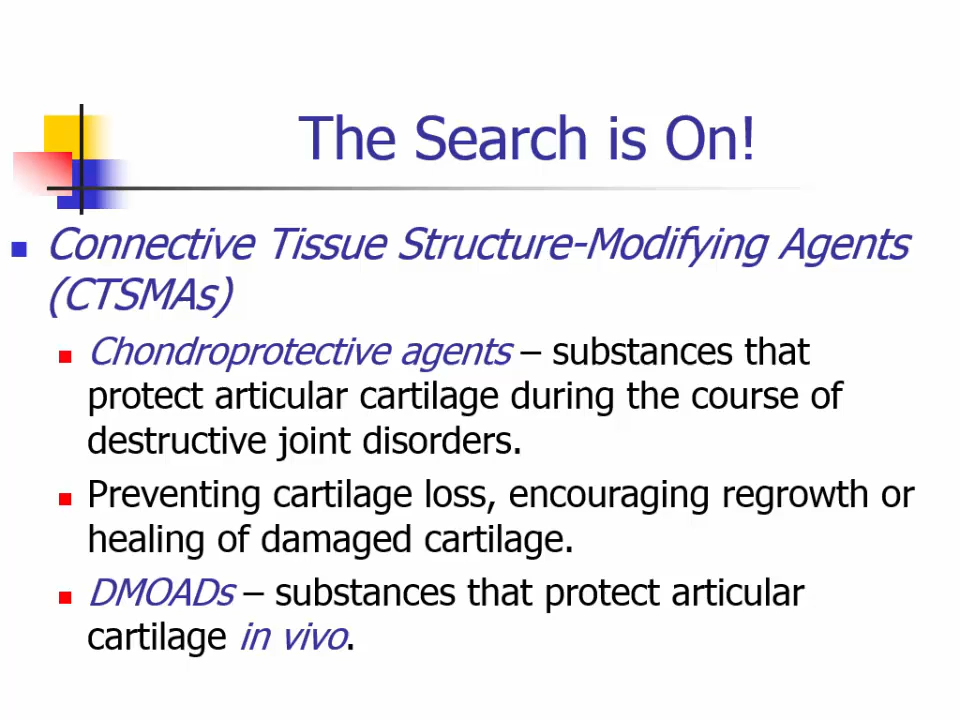 The Search is On!
Connective Tissue Structure-Modifying Agents
(CTSMAs)
Chondroprotective agents – substances that
protect articular cartilage during the course of
destructive joint disorders.
Preventing cartilage loss, encouraging regrowth or
healing of damaged cartilage.
DMOADs – substances that protect articular
cartilage in vivo.